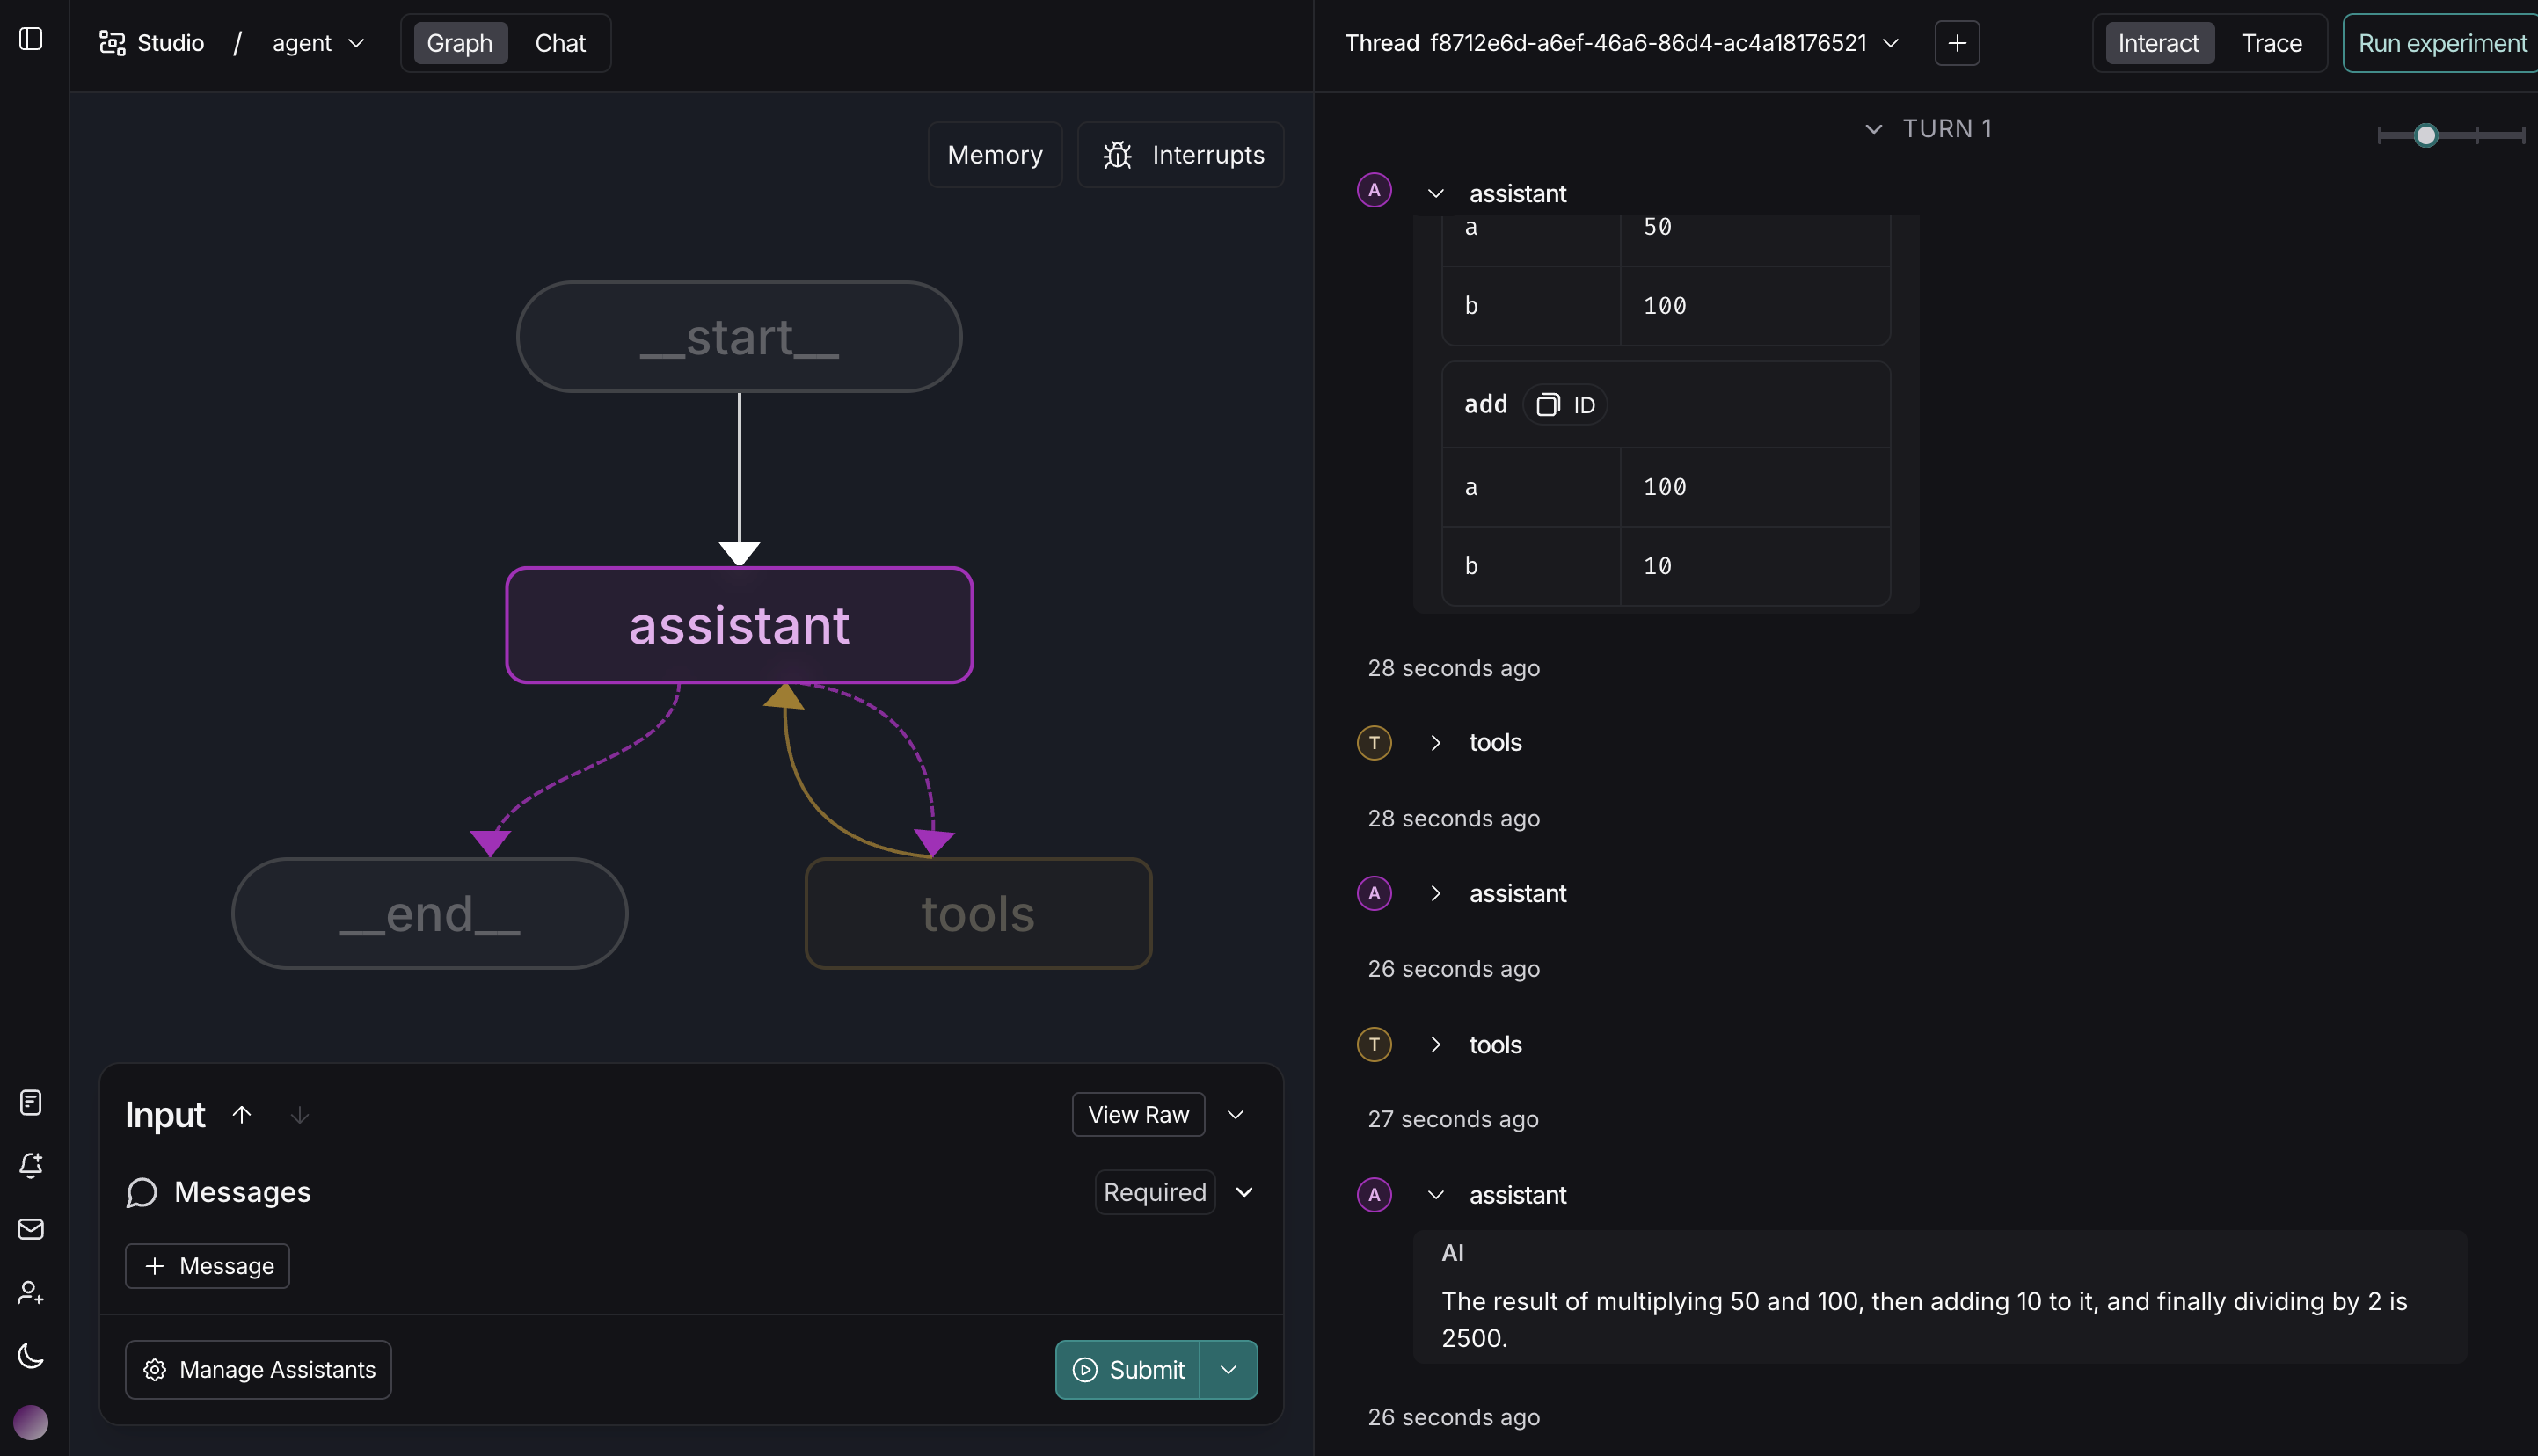 Studio / agent
Graph Chat
Thread f8712e6d-a6ef-46a6-86d4-ac4a18176521
Interact Trace
Run experiment
Memory
Interrupts
__start__
assistant
__end__
tools
Input
View Raw
Messages
Required
+ Message
Manage Assistants
Submit
TURN 1
A assistant
a 50
b 100
add ID
a 100
b 10
28 seconds ago
T tools
28 seconds ago
A assistant
26 seconds ago
T tools
27 seconds ago
A assistant
AI
The result of multiplying 50 and 100, then adding 10 to it, and finally dividing by 2 is
2500.
26 seconds ago